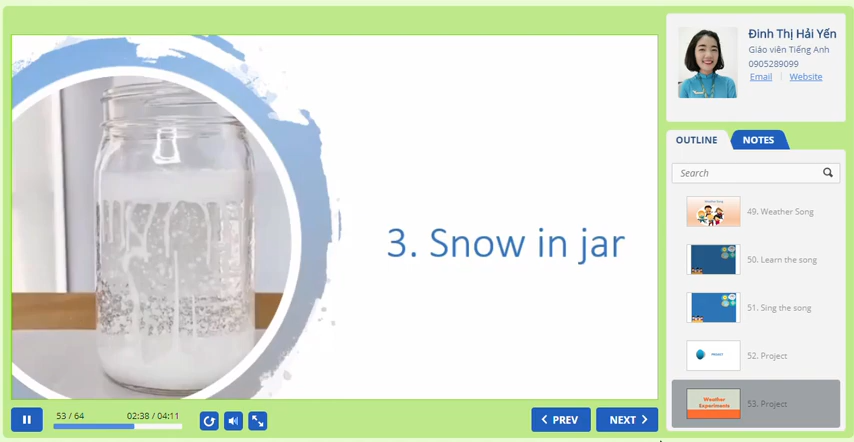 3. Snow in jar
53 / 64
02:38 / 04:11
PREV
NEXT
Đinh Thị Hải Yến
Giáo viên Tiếng Anh
0905289099
Email | Website
OUTLINE
NOTES
Search
49. Weather Song
50. Learn the song
51. Sing the song
PROJECT
52. Project
Weather
Experiments
53. Project